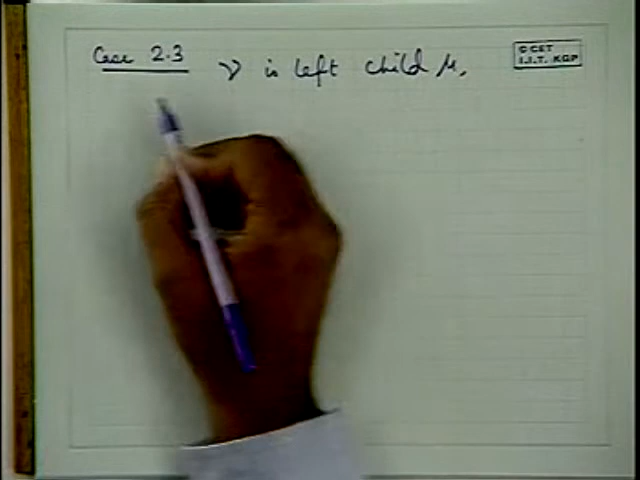 Case 2.3 ν is left child μ.
© CET
I.I.T. KGP